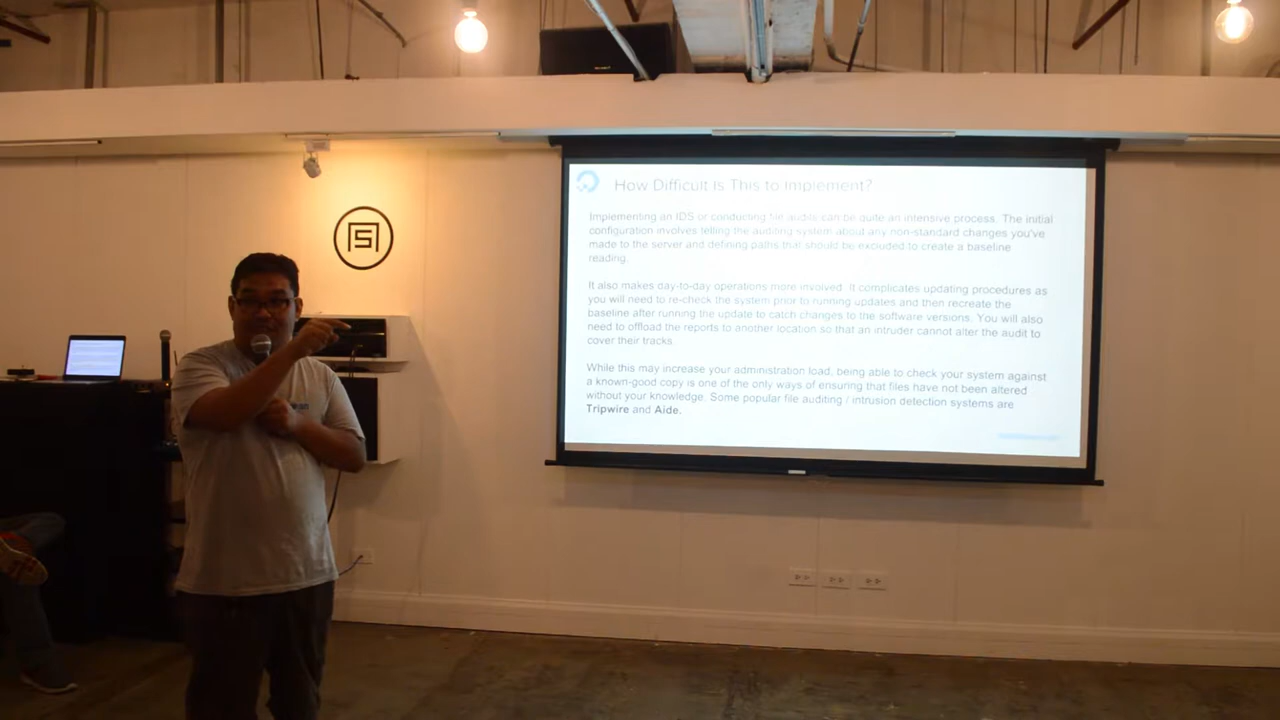 How Difficult Is This to Implement?
Implementing an IDS or conducting file audits can be quite an intensive process. The initial
configuration involves telling the auditing system about any non-standard changes you've
made to the server and defining paths that should be excluded to create a baseline
reading.
It also makes day-to-day operations more involved. It complicates updating procedures as
you will need to re-check the system prior to running updates and then recreate the
baseline after running the update to catch changes to the software versions. You will also
need to offload the reports to another location so that an intruder cannot alter the audit to
cover their tracks.
While this may increase your administration load, being able to check your system against
a known-good copy is one of the only ways of ensuring that files have not been altered
without your knowledge. Some popular file auditing / intrusion detection systems are
Tripwire and Aide.